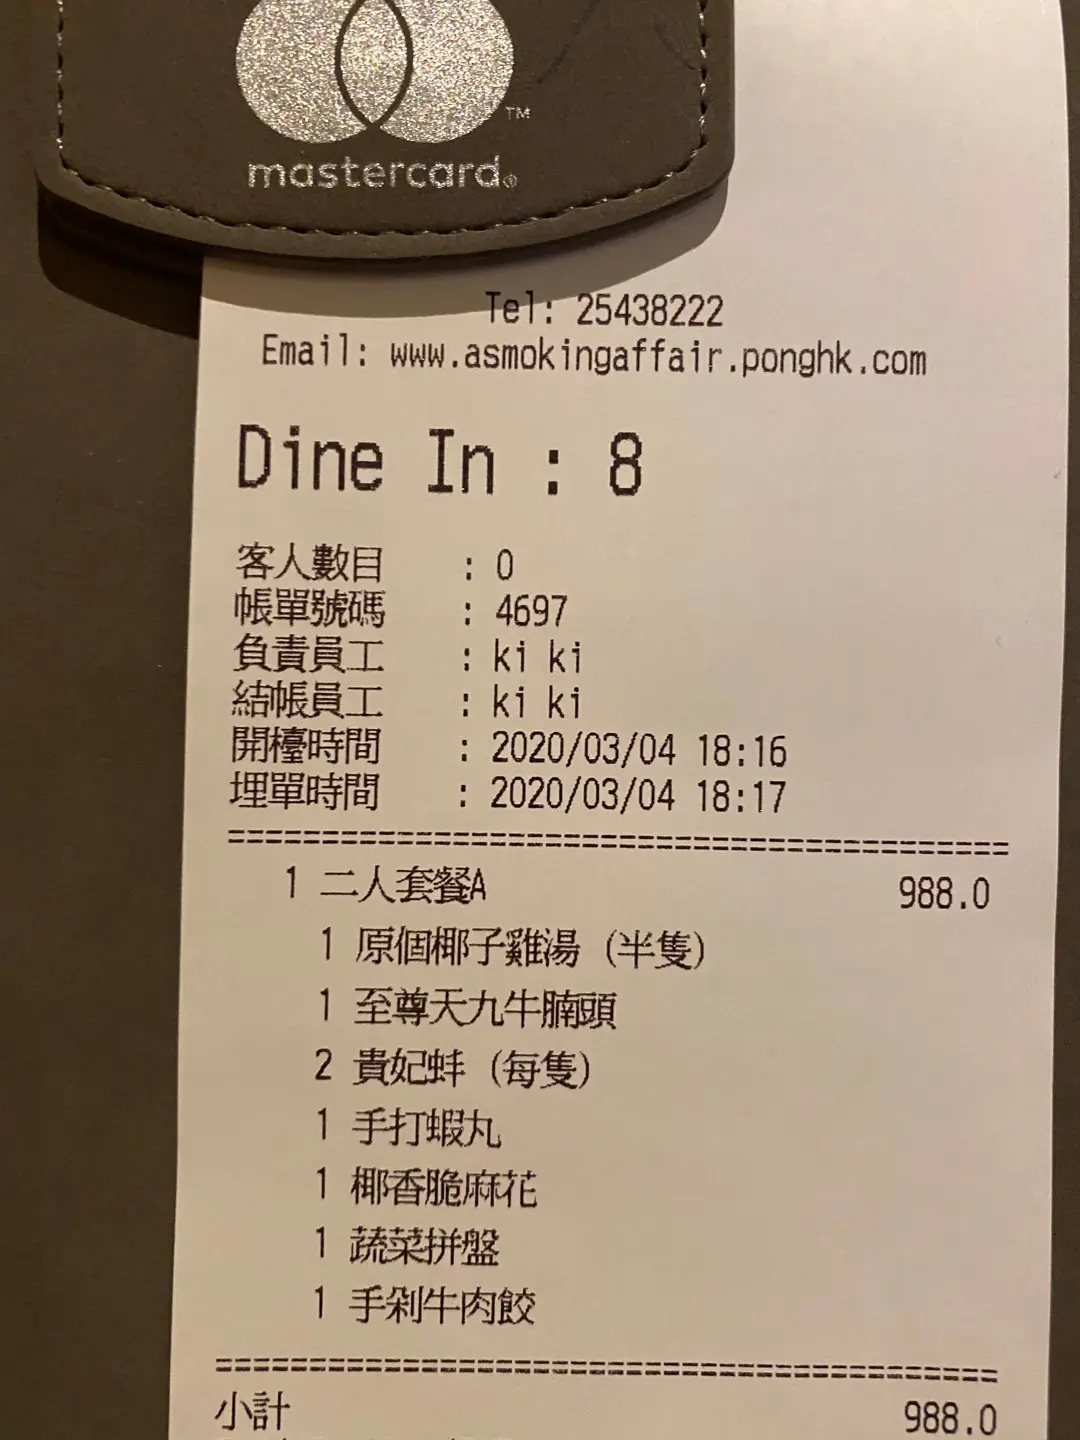 mastercard®
TM
Tel: 25438222
Email: www.asmokingaffair.ponghk.com
Dine In : 8
客人數目 : 0
帳單號碼 : 4697
負責員工 : ki ki
結帳員工 : ki ki
開檯時間 : 2020/03/04 18:16
埋單時間 : 2020/03/04 18:17
=========================================
1 二人套餐A 988.0
1 原個椰子雞湯 (半隻)
1 至尊天九牛腩頭
2 貴妃蚌 (每隻)
1 手打蝦丸
1 椰香脆麻花
1 蔬菜拼盤
1 手剁牛肉餃
=========================================
小計 988.0